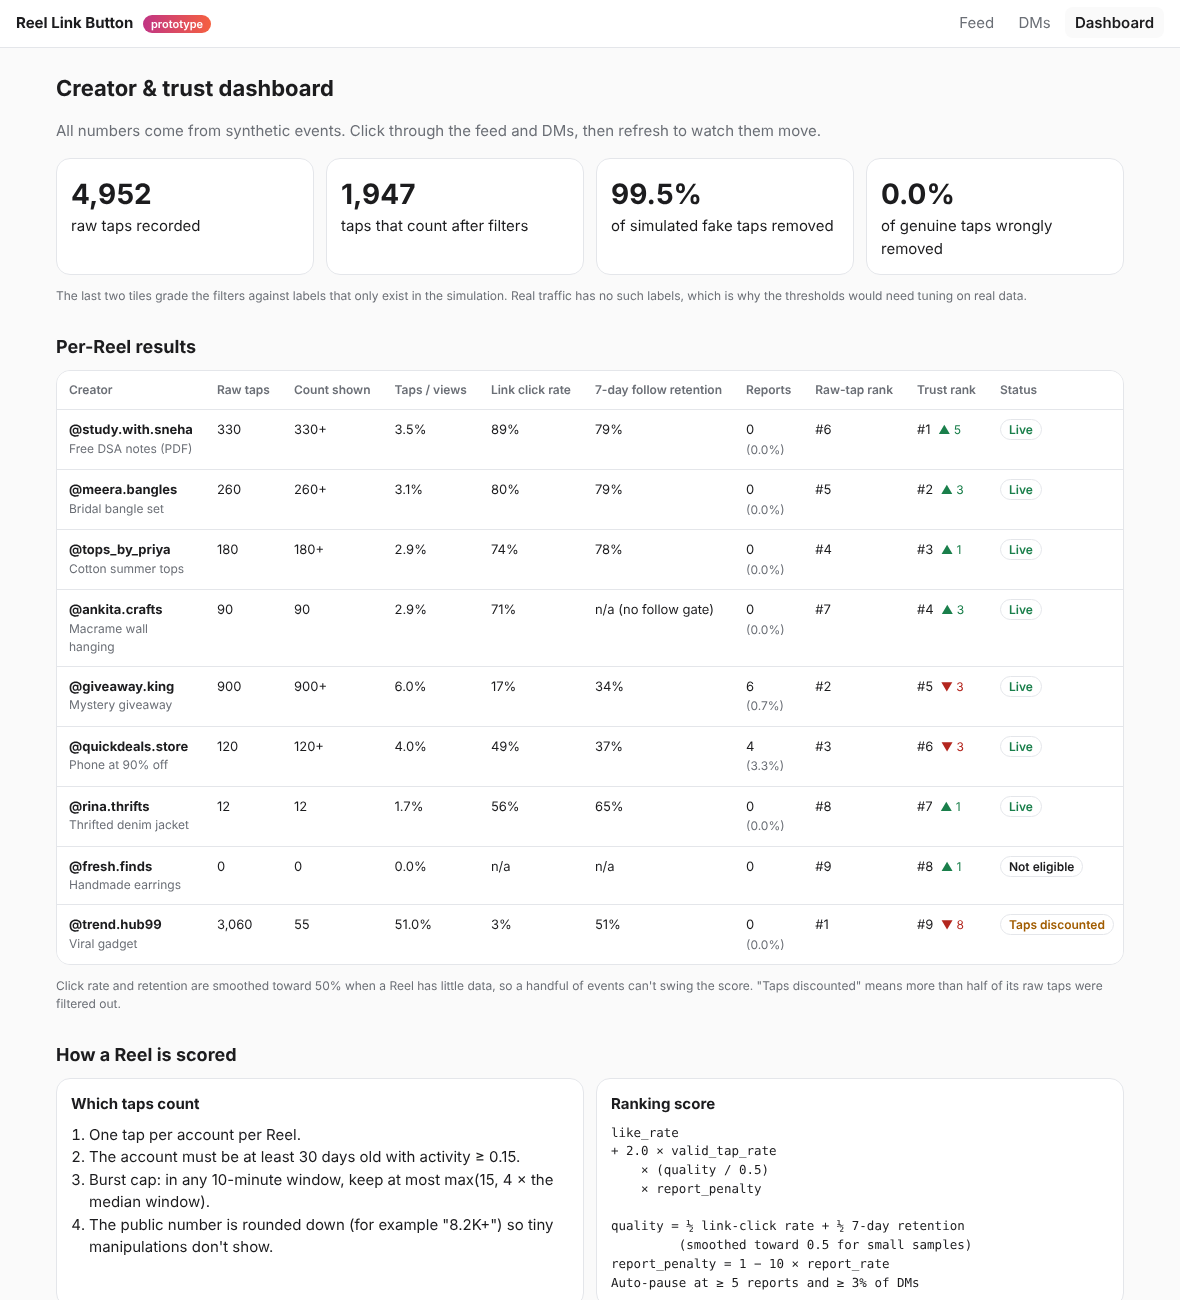 Reel Link Button prototype Feed DMs Dashboard
Creator & trust dashboard
All numbers come from synthetic events. Click through the feed and DMs, then refresh to watch them move.
4,952 1,947 99.5% 0.0%
raw taps recorded taps that count after filters of simulated fake taps removed of genuine taps wrongly
removed
The last two tiles grade the filters against labels that only exist in the simulation. Real traffic has no such labels, which is why the thresholds would need tuning on real data.
Per-Reel results
Creator Raw taps Count shown Taps / views Link click rate 7-day follow retention Reports Raw-tap rank Trust rank Status
@study.with.sneha 330 330+ 3.5% 89% 79% 0 #6 #1 ▲ 5 Live
Free DSA notes (PDF) (0.0%)
@meera.bangles 260 260+ 3.1% 80% 79% 0 #5 #2 ▲ 3 Live
Bridal bangle set (0.0%)
@tops_by_priya 180 180+ 2.9% 74% 78% 0 #4 #3 ▲ 1 Live
Cotton summer tops (0.0%)
@ankita.crafts 90 90 2.9% 71% n/a (no follow gate) 0 #7 #4 ▲ 3 Live
Macrame wall (0.0%)
hanging
@giveaway.king 900 900+ 6.0% 17% 34% 6 #2 #5 ▼ 3 Live
Mystery giveaway (0.7%)
@quickdeals.store 120 120+ 4.0% 49% 37% 4 #3 #6 ▼ 3 Live
Phone at 90% off (3.3%)
@rina.thrifts 12 12 1.7% 56% 65% 0 #8 #7 ▲ 1 Live
Thrifted denim jacket (0.0%)
@fresh.finds 0 0 0.0% n/a n/a 0 #9 #8 ▲ 1 Not eligible
Handmade earrings
@trend.hub99 3,060 55 51.0% 3% 51% 0 #1 #9 ▼ 8 Taps discounted
Viral gadget (0.0%)
Click rate and retention are smoothed toward 50% when a Reel has little data, so a handful of events can't swing the score. "Taps discounted" means more than half of its raw taps were
filtered out.
How a Reel is scored
Which taps count
1. One tap per account per Reel.
2. The account must be at least 30 days old with activity ≥ 0.15.
3. Burst cap: in any 10-minute window, keep at most max(15, 4 × the
median window).
4. The public number is rounded down (for example "8.2K+") so tiny
manipulations don't show.
Ranking score
like_rate
+ 2.0 × valid_tap_rate
× (quality / 0.5)
× report_penalty
quality = ½ link-click rate + ½ 7-day retention
(smoothed toward 0.5 for small samples)
report_penalty = 1 − 10 × report_rate
Auto-pause at ≥ 5 reports and ≥ 3% of DMs